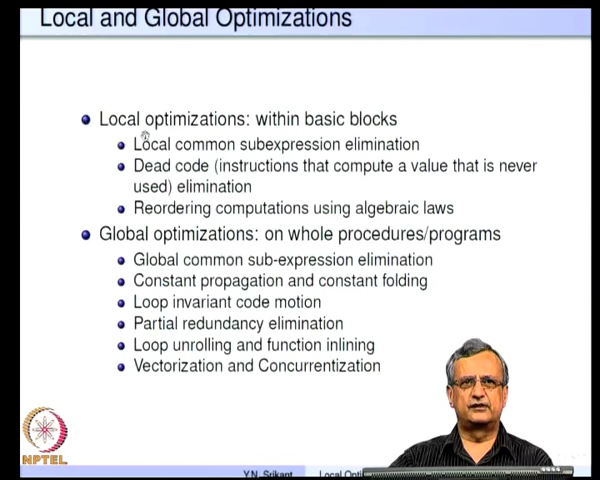 Local and Global Optimizations
Local optimizations: within basic blocks
Local common subexpression elimination
Dead code (instructions that compute a value that is never
used) elimination
Reordering computations using algebraic laws
Global optimizations: on whole procedures/programs
Global common sub-expression elimination
Constant propagation and constant folding
Loop invariant code motion
Partial redundancy elimination
Loop unrolling and function inlining
Vectorization and Concurrentization
NPTEL
Y.N. Srikant Local Opti